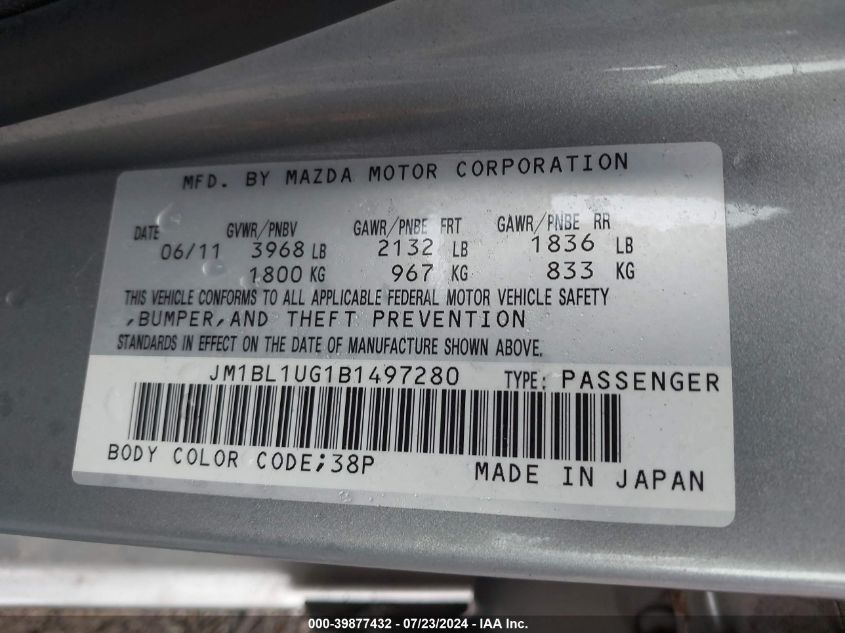 MFD. BY MAZDA MOTOR CORPORATION
DATE GVWR/PNBV GAWR/PNBE FRT GAWR/PNBE RR
06/11 3968 LB 2132 LB 1836 LB
1800 KG 967 KG 833 KG
THIS VEHICLE CONFORMS TO ALL APPLICABLE FEDERAL MOTOR VEHICLE SAFETY
,BUMPER,AND THEFT PREVENTION
STANDARDS IN EFFECT ON THE DATE OF MANUFACTURE SHOWN ABOVE.
JM1BL1UG1B1497280 TYPE: PASSENGER
BODY COLOR CODE;38P MADE IN JAPAN
000-39877432 - 07/23/2024 - IAA Inc.